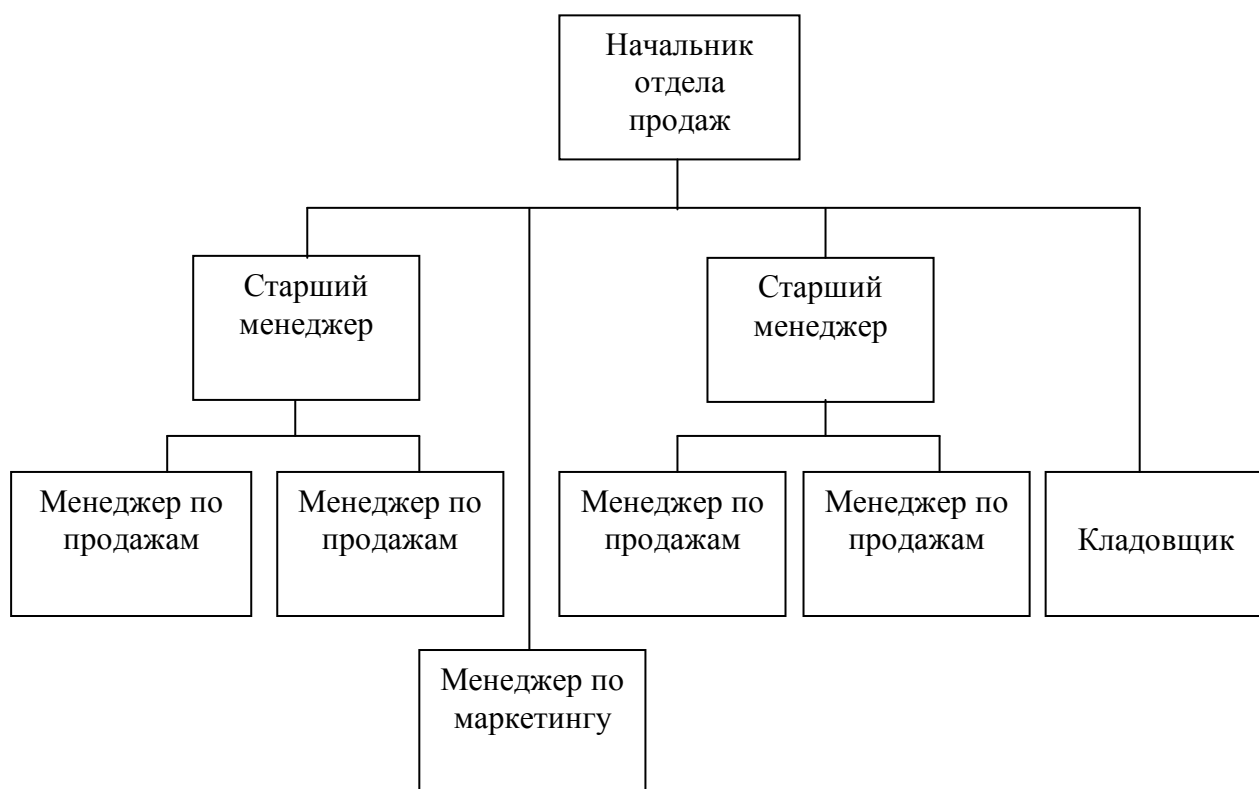 Начальник
отдела
продаж
Старший
менеджер
Старший
менеджер
Менеджер по
продажам
Менеджер по
продажам
Менеджер по
продажам
Менеджер по
продажам
Кладовщик
Менеджер по
маркетингу